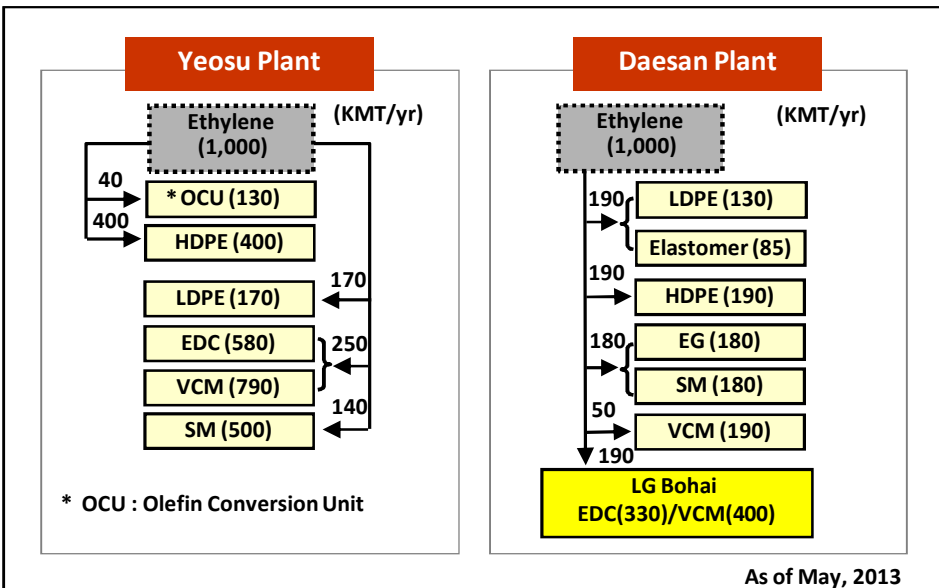 Yeosu Plant
(KMT/yr)
Ethylene
(1,000)
40
* OCU (130)
400
HDPE (400)
170
LDPE (170)
EDC (580)
250
VCM (790)
140
SM (500)
* OCU : Olefin Conversion Unit
Daesan Plant
(KMT/yr)
Ethylene
(1,000)
190
LDPE (130)
Elastomer (85)
190
HDPE (190)
180
EG (180)
SM (180)
50
VCM (190)
190
LG Bohai
EDC(330)/VCM(400)
As of May, 2013